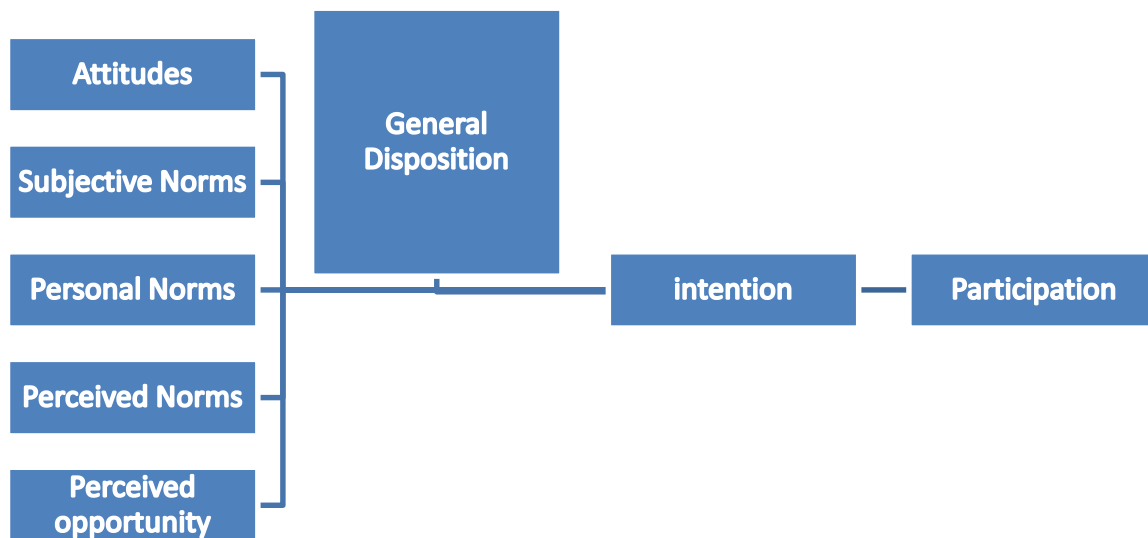 Attitudes
Subjective Norms
Personal Norms
Perceived Norms
Perceived
opportunity
General
Disposition
intention
Participation